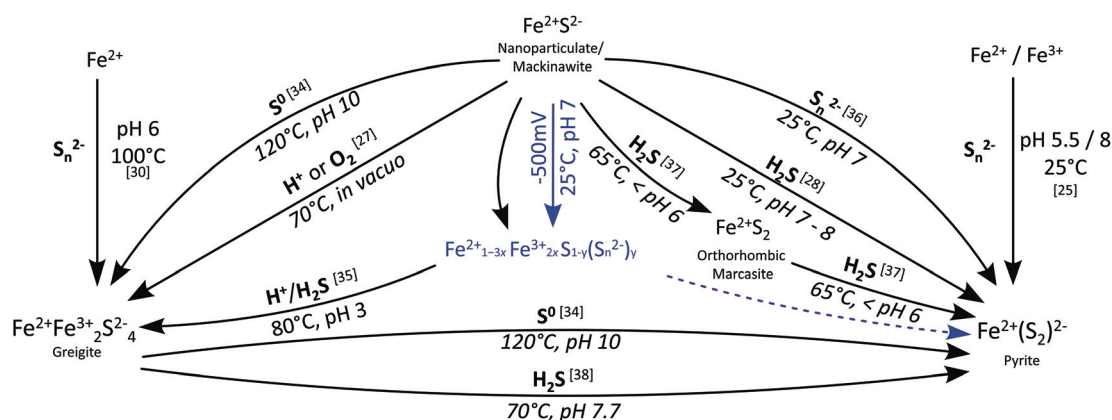 Fe²⁺S²⁻
Nanoparticulate/
Mackinawite
Fe²⁺
Fe²⁺ / Fe³⁺
Sₙ²⁻
pH 6
100°C
[30]
S⁰ [34]
120°C, pH 10
H⁺ or O₂ [27]
70°C, in vacuo
-500mV
25°C, pH 7
H₂S [37]
65°C, < pH 6
H₂S [28]
25°C, pH 7 - 8
Sₙ²⁻ [36]
25°C, pH 7
Sₙ²⁻
pH 5.5 / 8
25°C
[25]
Fe²⁺S₂
Orthorhombic
Marcasite
Fe²⁺₁₋₃ₓFe³⁺₂ₓS₁₋ᵧ(Sₙ²⁻)ᵧ
H₂S [37]
65°C, < pH 6
H⁺/H₂S [35]
80°C, pH 3
Fe²⁺Fe³⁺₂S²⁻₄
Greigite
S⁰ [34]
120°C, pH 10
Fe²⁺(S₂)²⁻
Pyrite
H₂S [38]
70°C, pH 7.7